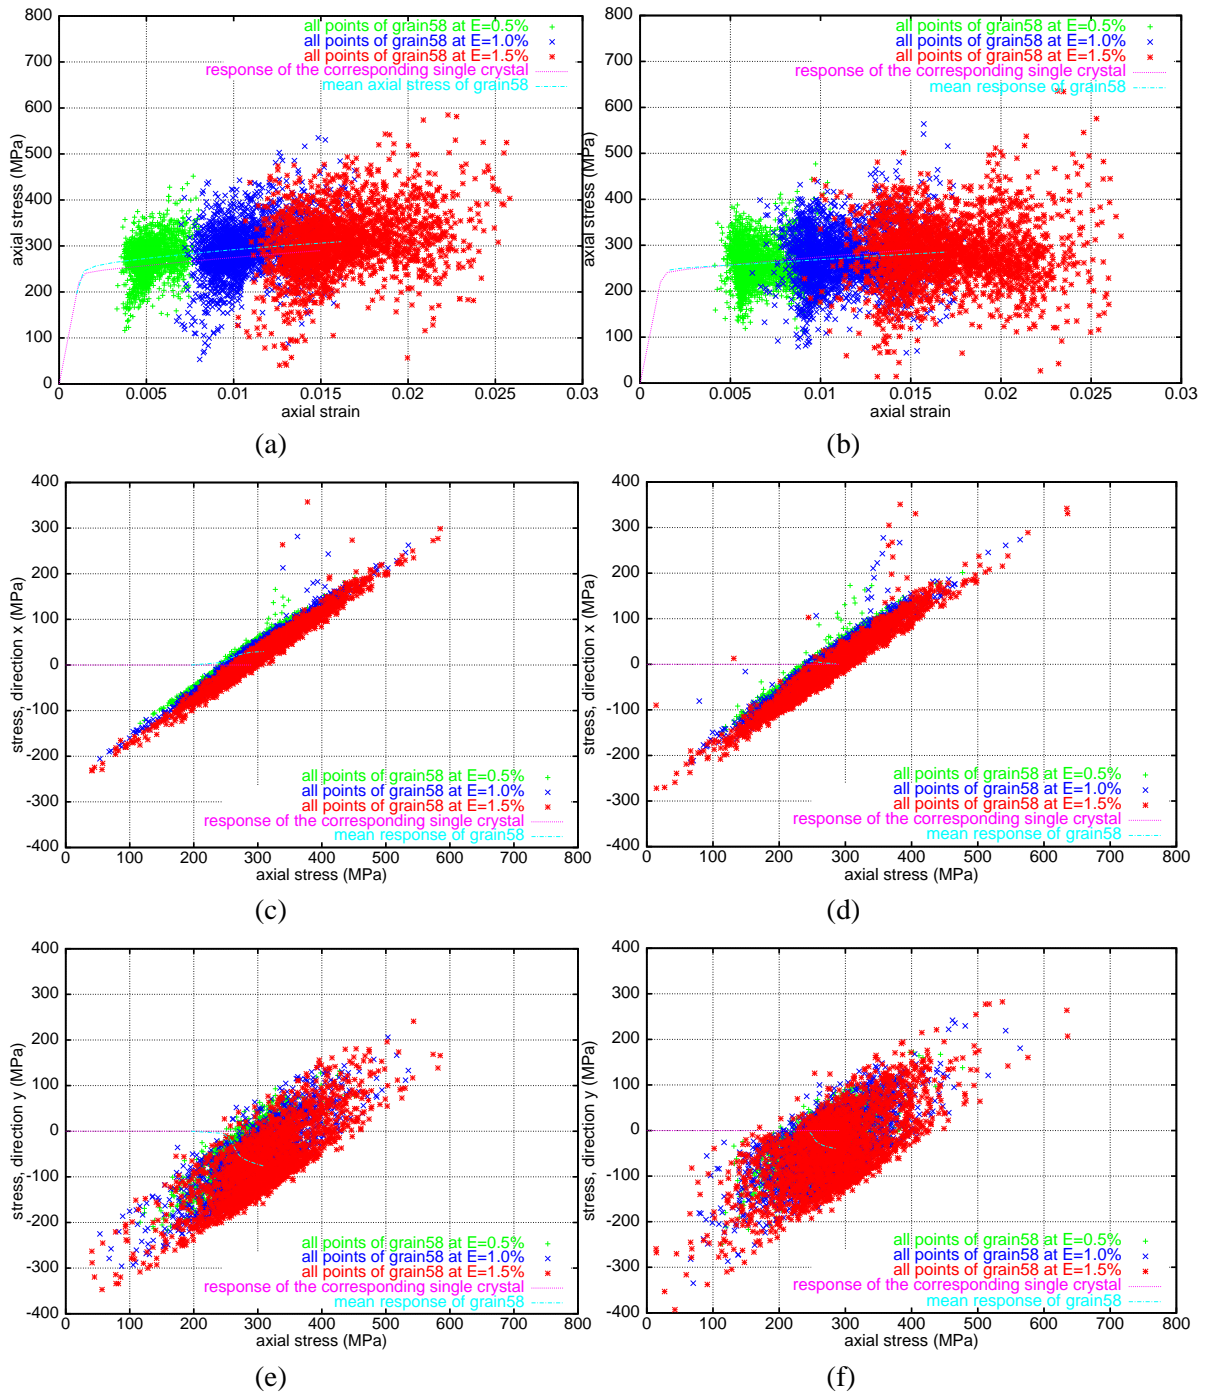 all points of grain58 at E=0.5%
all points of grain58 at E=1.0%
all points of grain58 at E=1.5%
response of the corresponding single crystal
mean axial stress of grain58
axial stress (MPa)
800
700
600
500
400
300
200
100
0
0 0.005 0.01 0.015 0.02 0.025 0.03
axial strain
(a)
all points of grain58 at E=0.5%
all points of grain58 at E=1.0%
all points of grain58 at E=1.5%
response of the corresponding single crystal
mean response of grain58
axial stress (MPa)
800
700
600
500
400
300
200
100
0
0 0.005 0.01 0.015 0.02 0.025 0.03
axial strain
(b)
stress, direction x (MPa)
400
300
200
100
0
-100
-200
-300
-400
all points of grain58 at E=0.5%
all points of grain58 at E=1.0%
all points of grain58 at E=1.5%
response of the corresponding single crystal
mean response of grain58
0 100 200 300 400 500 600 700 800
axial stress (MPa)
(c)
stress, direction x (MPa)
400
300
200
100
0
-100
-200
-300
-400
all points of grain58 at E=0.5%
all points of grain58 at E=1.0%
all points of grain58 at E=1.5%
response of the corresponding single crystal
mean response of grain58
0 100 200 300 400 500 600 700 800
axial stress (MPa)
(d)
stress, direction y (MPa)
400
300
200
100
0
-100
-200
-300
-400
all points of grain58 at E=0.5%
all points of grain58 at E=1.0%
all points of grain58 at E=1.5%
response of the corresponding single crystal
mean response of grain58
0 100 200 300 400 500 600 700 800
axial stress (MPa)
(e)
stress, direction y (MPa)
400
300
200
100
0
-100
-200
-300
-400
all points of grain58 at E=0.5%
all points of grain58 at E=1.0%
all points of grain58 at E=1.5%
response of the corresponding single crystal
mean response of grain58
0 100 200 300 400 500 600 700 800
axial stress (MPa)
(f)